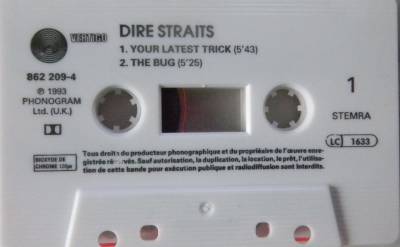 VERTIGO
DIRE STRAITS
1. YOUR LATEST TRICK (5'43)
2. THE BUG (5'25)
862 209-4
℗ 1993
PHONOGRAM
Ltd. (U.K.)
1
STEMRA
LC 1633
BIOXYDE DE
CHROME 120µs
Tous droits du producteur phonographique et du propriétaire de l'œuvre enre-
gistrée réservés. Sauf autorisation, la duplication, la location, le prêt, l'utilisa-
tion de cette bande pour exécution publique et radiodiffusion sont interdits.